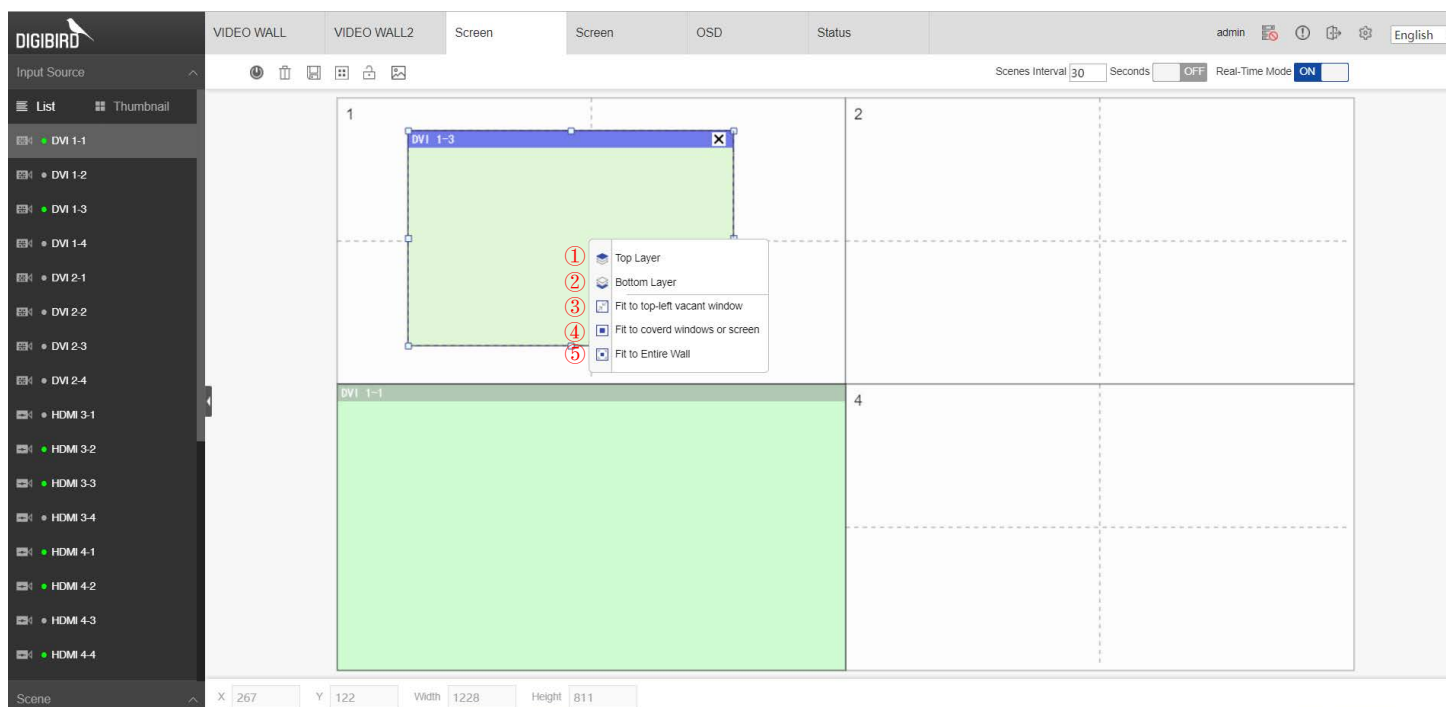 DIGIBIRD
VIDEO WALL VIDEO WALL2 Screen Screen OSD Status admin English
Input Source
Scenes Interval 30 Seconds OFF Real-Time Mode ON
List Thumbnail
DVI 1-1
DVI 1-2
DVI 1-3
DVI 1-4
DVI 2-1
DVI 2-2
DVI 2-3
DVI 2-4
HDMI 3-1
HDMI 3-2
HDMI 3-3
HDMI 3-4
HDMI 4-1
HDMI 4-2
HDMI 4-3
HDMI 4-4
Scene
1
2
DVI 1-3
① Top Layer
② Bottom Layer
③ Fit to top-left vacant window
④ Fit to coverd windows or screen
⑤ Fit to Entire Wall
DVI 1-1
4
X 267 Y 122 Width 1228 Height 811